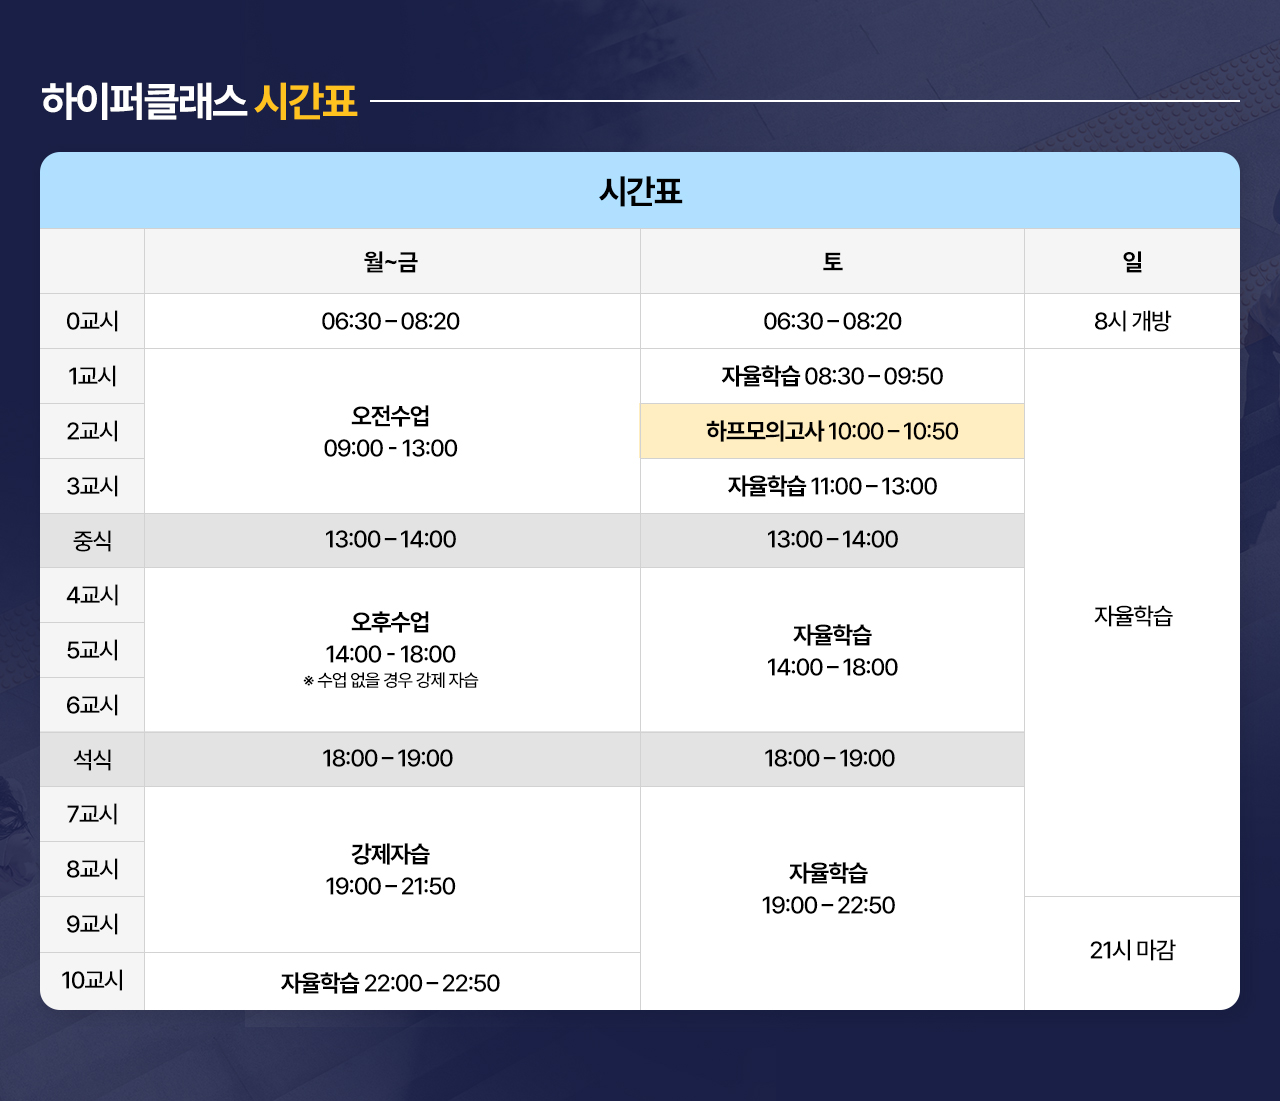 하이퍼클래스 시간표
시간표
월~금 토 일
0교시 06:30 – 08:20 06:30 – 08:20 8시 개방
1교시 자율학습 08:30 – 09:50
오전수업
2교시 하프모의고사 10:00 – 10:50
09:00 - 13:00
3교시 자율학습 11:00 – 13:00
중식 13:00 – 14:00 13:00 – 14:00
4교시
자율학습
오후수업 자율학습
5교시 14:00 - 18:00 14:00 – 18:00
※ 수업 없을 경우 강제 자습
6교시
석식 18:00 – 19:00 18:00 – 19:00
7교시
강제자습
8교시 자율학습
19:00 – 21:50
19:00 – 22:50
9교시
21시 마감
10교시 자율학습 22:00 – 22:50